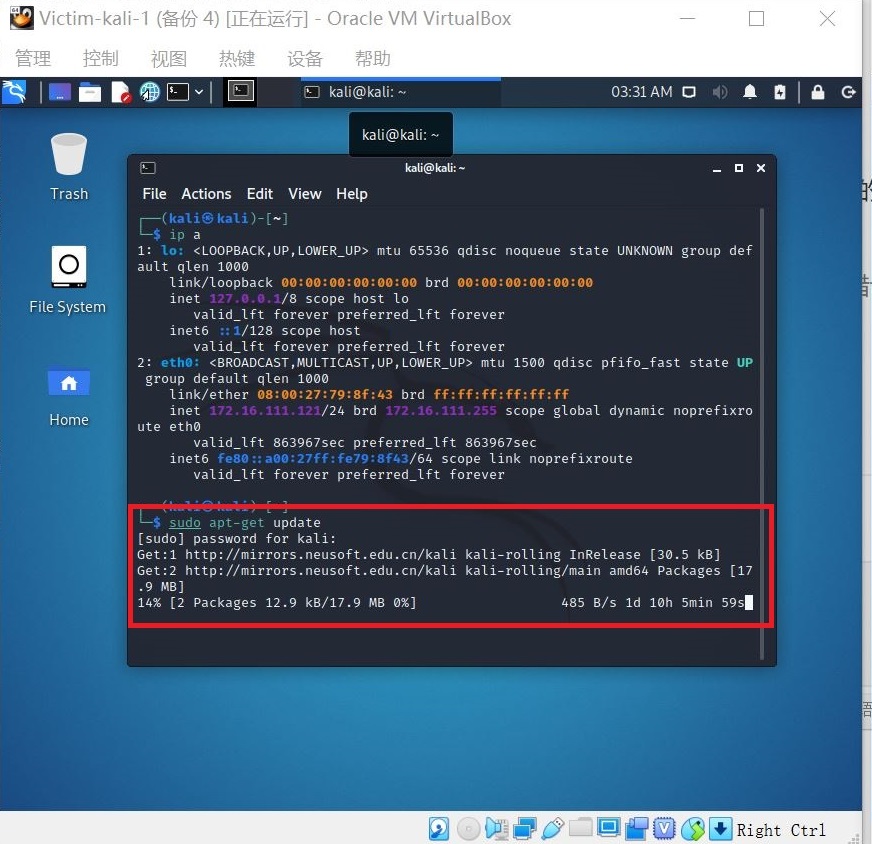 Victim-kali-1 (备份 4) [正在运行] - Oracle VM VirtualBox
管理 控制 视图 热键 设备 帮助
kali@kali: ~ 03:31 AM
kali@kali: ~
Trash
File System
Home
kali@kali: ~
File Actions Edit View Help
┌──(kali㉿kali)-[~]
└─$ ip a
1: lo: <LOOPBACK,UP,LOWER_UP> mtu 65536 qdisc noqueue state UNKNOWN group def
ault qlen 1000
link/loopback 00:00:00:00:00:00 brd 00:00:00:00:00:00
inet 127.0.0.1/8 scope host lo
valid_lft forever preferred_lft forever
inet6 ::1/128 scope host
valid_lft forever preferred_lft forever
2: eth0: <BROADCAST,MULTICAST,UP,LOWER_UP> mtu 1500 qdisc pfifo_fast state UP
group default qlen 1000
link/ether 08:00:27:79:8f:43 brd ff:ff:ff:ff:ff:ff
inet 172.16.111.121/24 brd 172.16.111.255 scope global dynamic noprefixro
ute eth0
valid_lft 863967sec preferred_lft 863967sec
inet6 fe80::a00:27ff:fe79:8f43/64 scope link noprefixroute
valid_lft forever preferred_lft forever
└─$ sudo apt-get update
[sudo] password for kali:
Get:1 http://mirrors.neusoft.edu.cn/kali kali-rolling InRelease [30.5 kB]
Get:2 http://mirrors.neusoft.edu.cn/kali kali-rolling/main amd64 Packages [17
.9 MB]
14% [2 Packages 12.9 kB/17.9 MB 0%] 485 B/s 1d 10h 5min 59s
Right Ctrl